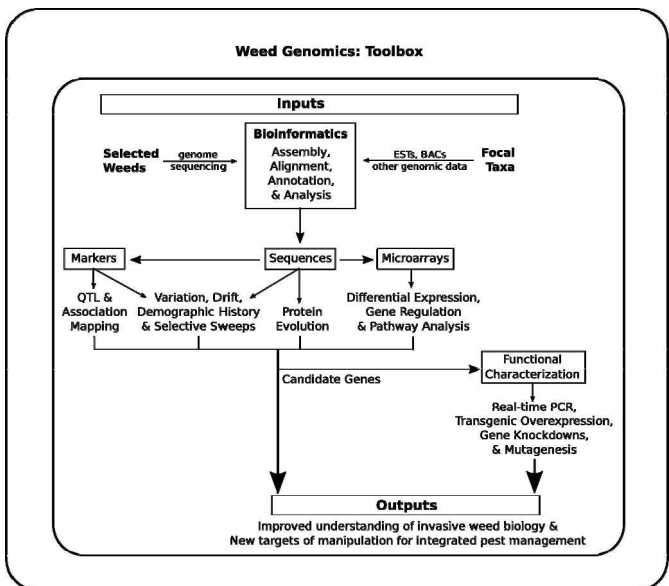 Weed Genomics: Toolbox
Inputs
Bioinformatics
Assembly,
Alignment,
Annotation,
& Analysis
Selected
Weeds
genome
sequencing
ESTs, BACs
other genomic data
Focal
Taxa
Markers
Sequences
Microarrays
QTL &
Association
Mapping
Variation, Drift,
Demographic History
& Selective Sweeps
Protein
Evolution
Differential Expression,
Gene Regulation
& Pathway Analysis
Candidate Genes
Functional
Characterization
Real-time PCR,
Transgenic Overexpression,
Gene Knockdowns,
& Mutagenesis
Outputs
Improved understanding of invasive weed biology &
New targets of manipulation for integrated pest management